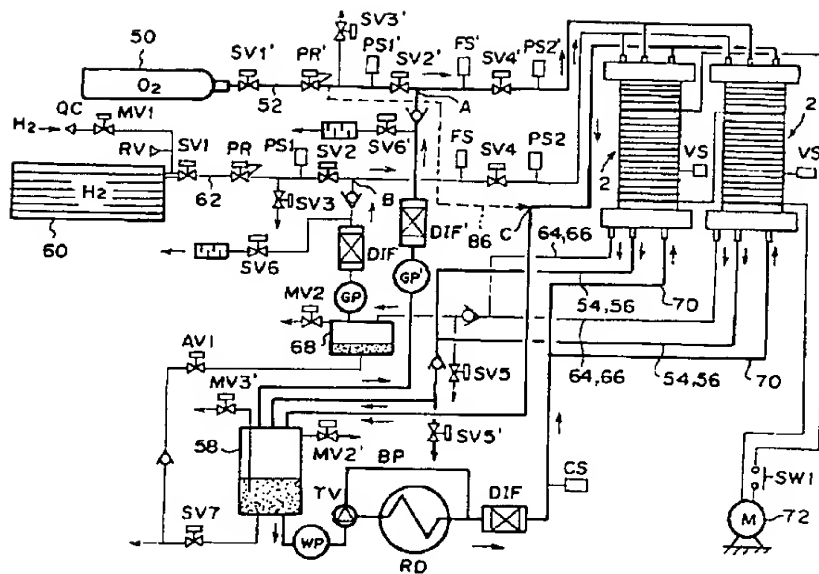 50
SV1'
PR'
SV3'
PS1'
SV2'
FS'
SV4'
PS2'
O2
52
A
QC
MV1
H2
RV
SV1
PR
PS1
SV2
SV6'
FS
SV4
PS2
2
2
VS
VS
H2
62
SV3
B
DIF'
86
C
60
SV6
DIF
GP'
64,66
MV2
GP
54,56
70
68
AV1
SV5
64,66
54,56
70
MV3'
58
SV5'
MV2'
BP
CS
SW1
SV7
TV
DIF
M
72
WP
RD